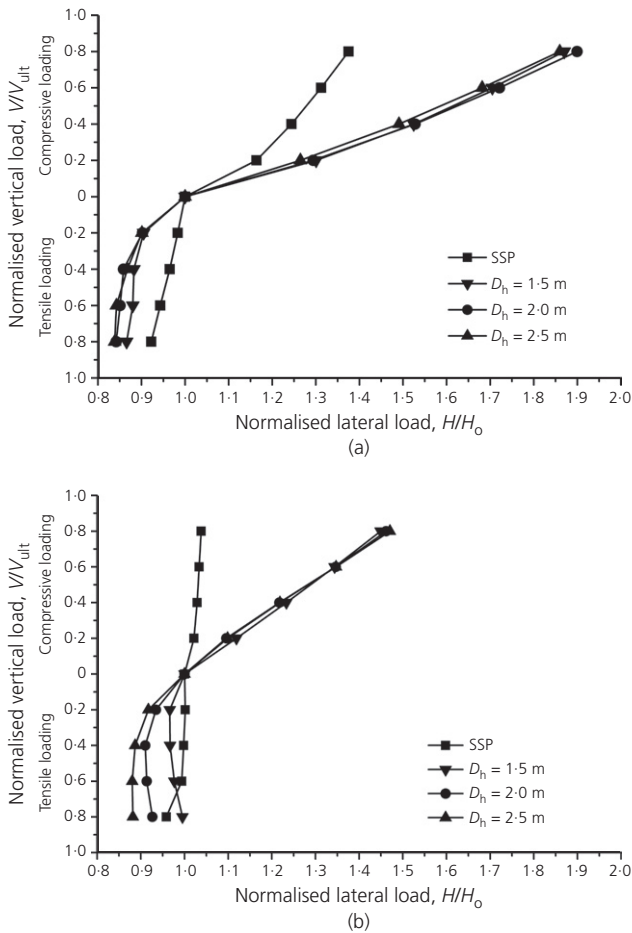 1·0
0·8
0·6
0·4
0·2
0
0·2
0·4
0·6
0·8
1·0
Normalised vertical load, V/Vult
Compressive loading
Tensile loading
SSP
Dh = 1·5 m
Dh = 2·0 m
Dh = 2·5 m
0·8 0·9 1·0 1·1 1·2 1·3 1·4 1·5 1·6 1·7 1·8 1·9 2·0
Normalised lateral load, H/Ho
(a)
1·0
0·8
0·6
0·4
0·2
0
0·2
0·4
0·6
0·8
1·0
Normalised vertical load, V/Vult
Compressive loading
Tensile loading
SSP
Dh = 1·5 m
Dh = 2·0 m
Dh = 2·5 m
0·8 0·9 1·0 1·1 1·2 1·3 1·4 1·5 1·6 1·7 1·8 1·9 2·0
Normalised lateral load, H/Ho
(b)